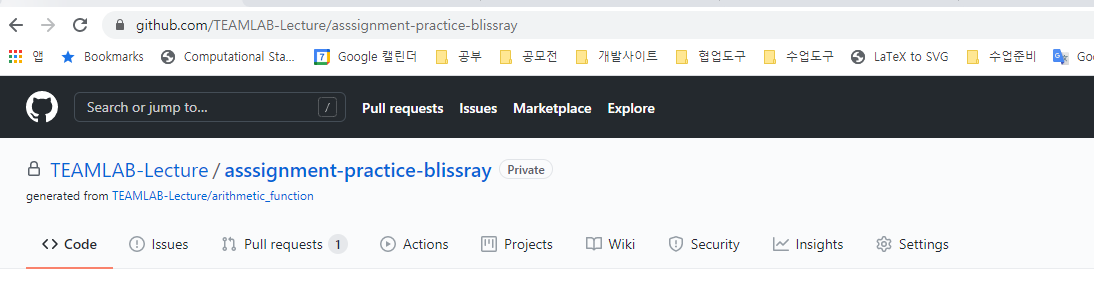 github.com/TEAMLAB-Lecture/asssignment-practice-blissray
앱 Bookmarks Computational Sta... 7 Google 캘린더 공부 공모전 개발사이트 협업도구 수업도구 LaTeX to SVG 수업준비 Goo
Search or jump to... / Pull requests Issues Marketplace Explore
TEAMLAB-Lecture / asssignment-practice-blissray Private
generated from TEAMLAB-Lecture/arithmetic_function
Code Issues Pull requests 1 Actions Projects Wiki Security Insights Settings